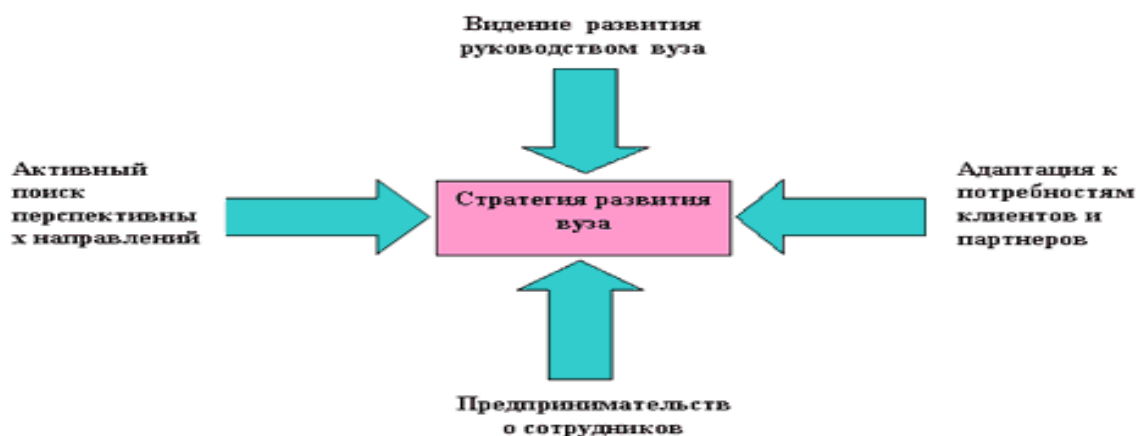 Видение развития
руководством вуза
Активный
поиск
перспективны
х направлений
Стратегия развития
вуза
Адаптация к
потребностям
клиентов и
партнеров
Предпринимательств
о сотрудников